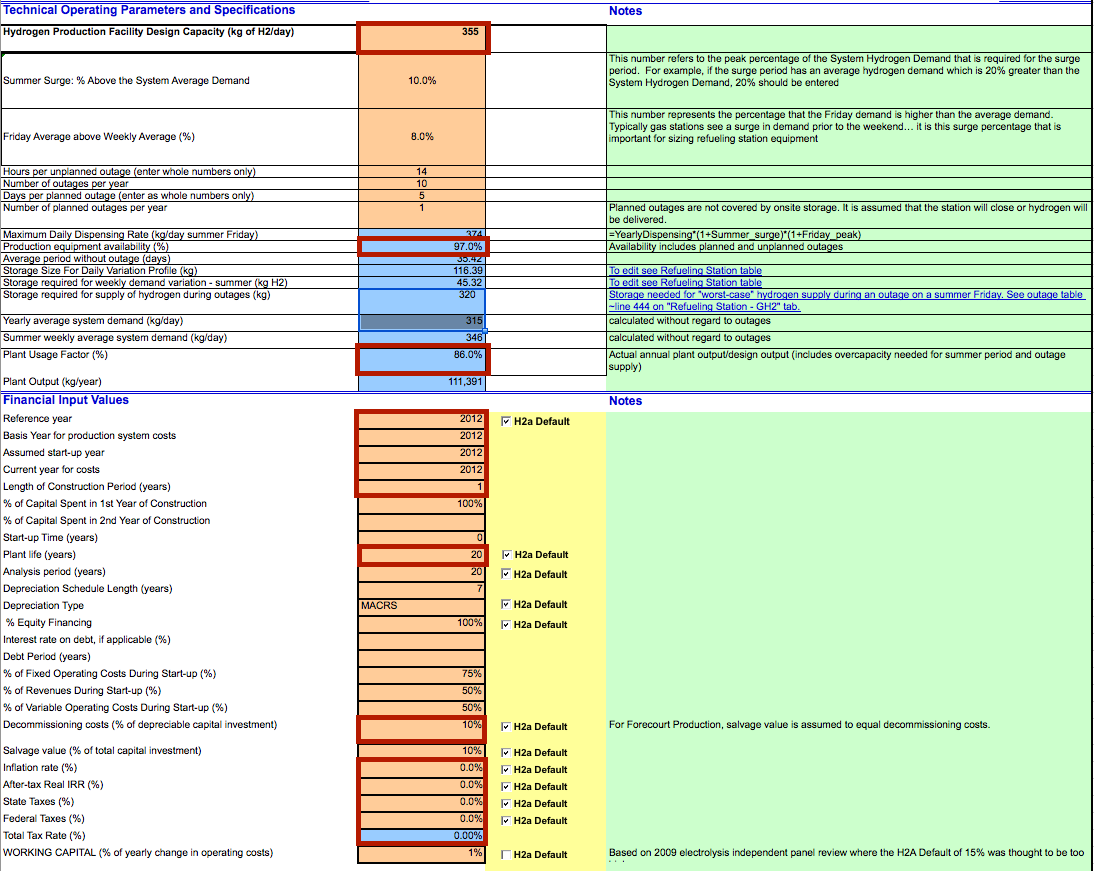 Technical Operating Parameters and Specifications Notes
Hydrogen Production Facility Design Capacity (kg of H2/day) 355
Summer Surge: % Above the System Average Demand 10.0% This number refers to the peak percentage of the System Hydrogen Demand that is required for the surge
period. For example, if the surge period has an average hydrogen demand which is 20% greater than the
System Hydrogen Demand, 20% should be entered
Friday Average above Weekly Average (%) 8.0% This number represents the percentage that the Friday demand is higher than the average demand.
Typically gas stations see a surge in demand prior to the weekend… it is this surge percentage that is
important for sizing refueling station equipment
Hours per unplanned outage (enter whole numbers only) 14
Number of outages per year 10
Days per planned outage (enter as whole numbers only) 5
Number of planned outages per year 1 Planned outages are not covered by onsite storage. It is assumed that the station will close or hydrogen will
be delivered.
Maximum Daily Dispensing Rate (kg/day summer Friday) 374 =YearlyDispensing*(1+Summer_surge)*(1+Friday_peak)
Production equipment availability (%) 97.0% Availability includes planned and unplanned outages
Average period without outage (days) 35.42
Storage Size For Daily Variation Profile (kg) 116.39 To edit see Refueling Station table
Storage required for weekly demand variation - summer (kg H2) 45.32 To edit see Refueling Station table
Storage required for supply of hydrogen during outages (kg) 320 Storage needed for "worst-case" hydrogen supply during an outage on a summer Friday. See outage table
~line 444 on "Refueling Station - GH2" tab.
Yearly average system demand (kg/day) 315 calculated without regard to outages
Summer weekly average system demand (kg/day) 346 calculated without regard to outages
Plant Usage Factor (%) 86.0% Actual annual plant output/design output (includes overcapacity needed for summer period and outage
supply)
Plant Output (kg/year) 111,391
Financial Input Values Notes
Reference year 2012 H2a Default
Basis Year for production system costs 2012
Assumed start-up year 2012
Current year for costs 2012
Length of Construction Period (years) 1
% of Capital Spent in 1st Year of Construction 100%
% of Capital Spent in 2nd Year of Construction
Start-up Time (years) 0
Plant life (years) 20 H2a Default
Analysis period (years) 20 H2a Default
Depreciation Schedule Length (years) 7
Depreciation Type MACRS H2a Default
% Equity Financing 100% H2a Default
Interest rate on debt, if applicable (%)
Debt Period (years)
% of Fixed Operating Costs During Start-up (%) 75%
% of Revenues During Start-up (%) 50%
% of Variable Operating Costs During Start-up (%) 50%
Decommissioning costs (% of depreciable capital investment) 10% H2a Default For Forecourt Production, salvage value is assumed to equal decommissioning costs.
Salvage value (% of total capital investment) 10% H2a Default
Inflation rate (%) 0.0% H2a Default
After-tax Real IRR (%) 0.0% H2a Default
State Taxes (%) 0.0% H2a Default
Federal Taxes (%) 0.0% H2a Default
Total Tax Rate (%) 0.00%
WORKING CAPITAL (% of yearly change in operating costs) 1% H2a Default Based on 2009 electrolysis independent panel review where the H2A Default of 15% was thought to be too